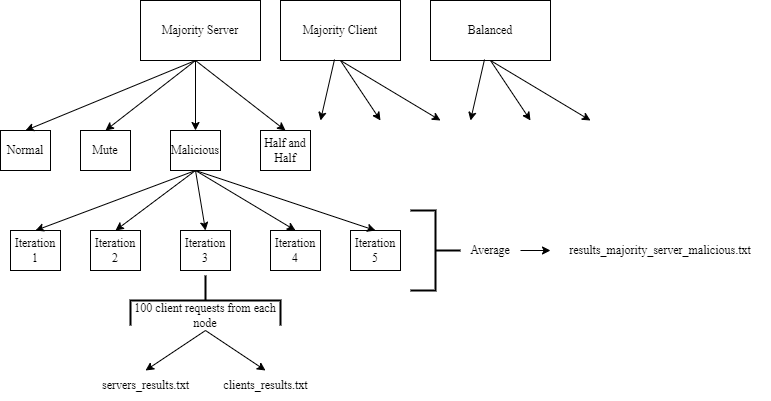 Majority Server
Majority Client
Balanced
Normal
Mute
Malicious
Half and
Half
Iteration
1
Iteration
2
Iteration
3
Iteration
4
Iteration
5
Average
results_majority_server_malicious.txt
100 client requests from each
node
servers_results.txt
clients_results.txt